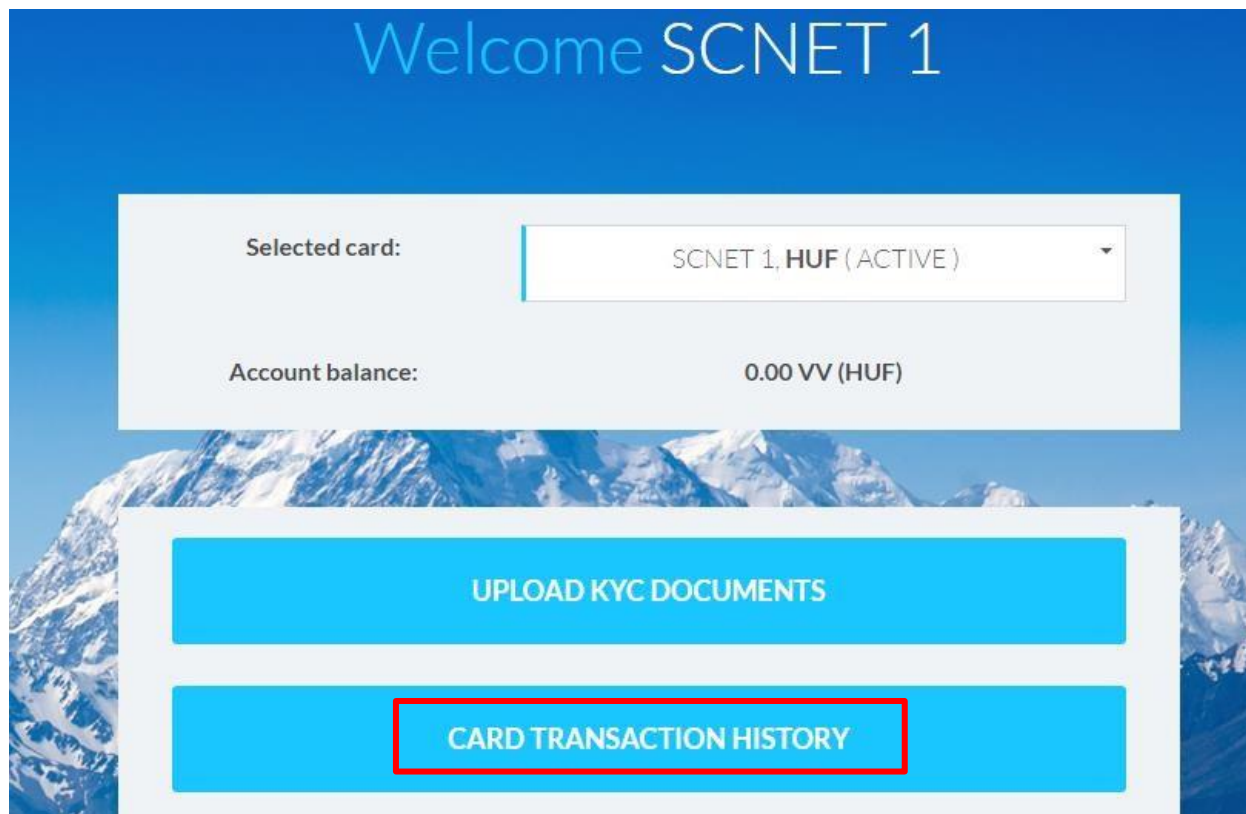 Welcome SCNET 1
Selected card:
SCNET 1, HUF ( ACTIVE )
Account balance:
0.00 VV (HUF)
UPLOAD KYC DOCUMENTS
CARD TRANSACTION HISTORY